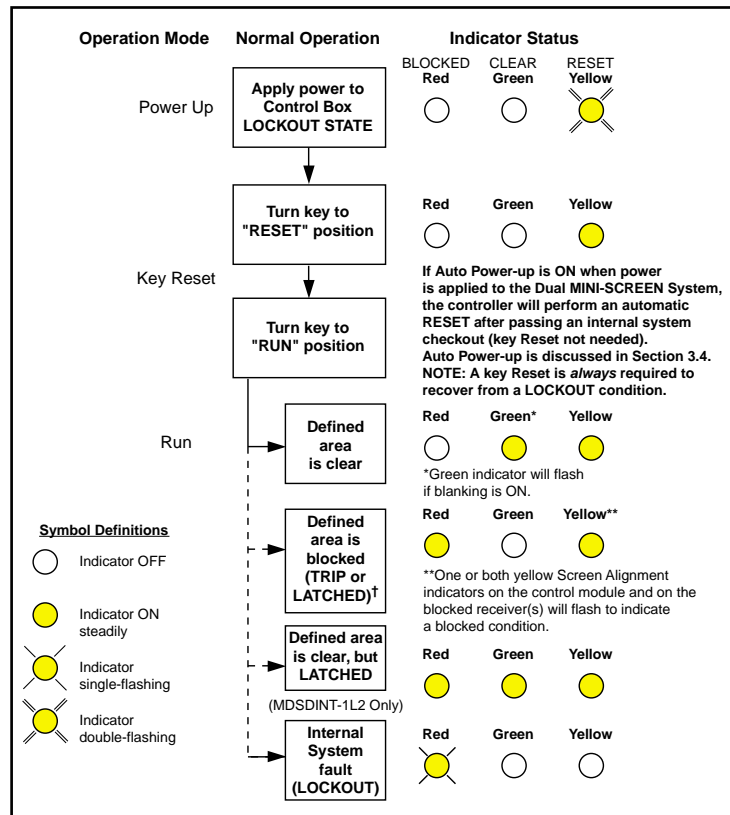 Operation Mode Normal Operation Indicator Status
BLOCKED CLEAR RESET
Red Green Yellow
Power Up
Apply power to
Control Box
LOCKOUT STATE
Turn key to
"RESET" position
Red Green Yellow
Key Reset
Turn key to
"RUN" position
If Auto Power-up is ON when power
is applied to the Dual MINI-SCREEN System,
the controller will perform an automatic
RESET after passing an internal system
checkout (key Reset not needed).
Auto Power-up is discussed in Section 3.4.
NOTE: A key Reset is always required to
recover from a LOCKOUT condition.
Run
Defined
area
is clear
Red Green* Yellow
*Green indicator will flash
if blanking is ON.
Defined
area is
blocked
(TRIP or
LATCHED)†
Red Green Yellow**
**One or both yellow Screen Alignment
indicators on the control module and on the
blocked receiver(s) will flash to indicate
a blocked condition.
Defined area
is clear, but
LATCHED
(MDSDINT-1L2 Only)
Red Green Yellow
Internal
System
fault
(LOCKOUT)
Red Green Yellow
Symbol Definitions
Indicator OFF
Indicator ON
steadily
Indicator
single-flashing
Indicator
double-flashing